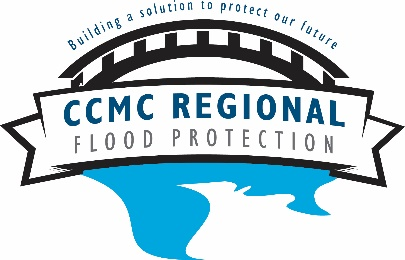 Building a solution to protect our future
CCMC REGIONAL
FLOOD PROTECTION